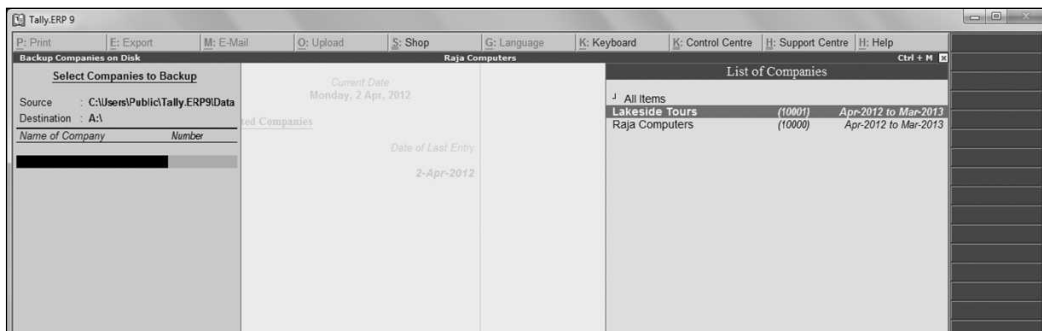 Tally.ERP 9
P: Print E: Export M: E-Mail O: Upload S: Shop G: Language K: Keyboard K: Control Centre H: Support Centre H: Help
Backup Companies on Disk Raja Computers Ctrl + M
Select Companies to Backup
Source : C:\Users\Public\Tally.ERP9\Data
Destination : A:\
Name of Company Number
Current Date
Monday, 2 Apr, 2012
ted Companies
Date of Last Entry
2-Apr-2012
List of Companies
All Items
Lakeside Tours (10001) Apr-2012 to Mar-2013
Raja Computers (10000) Apr-2012 to Mar-2013